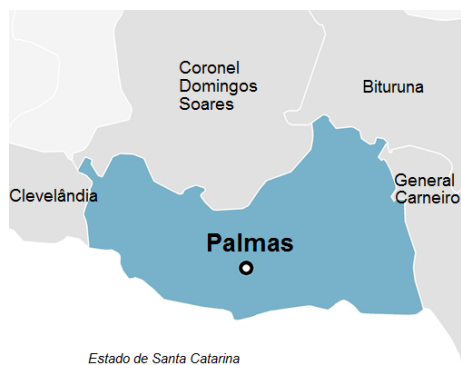 Coronel
Domingos
Soares
Bituruna
Clevelândia
General
Carneiro
Palmas
Estado de Santa Catarina